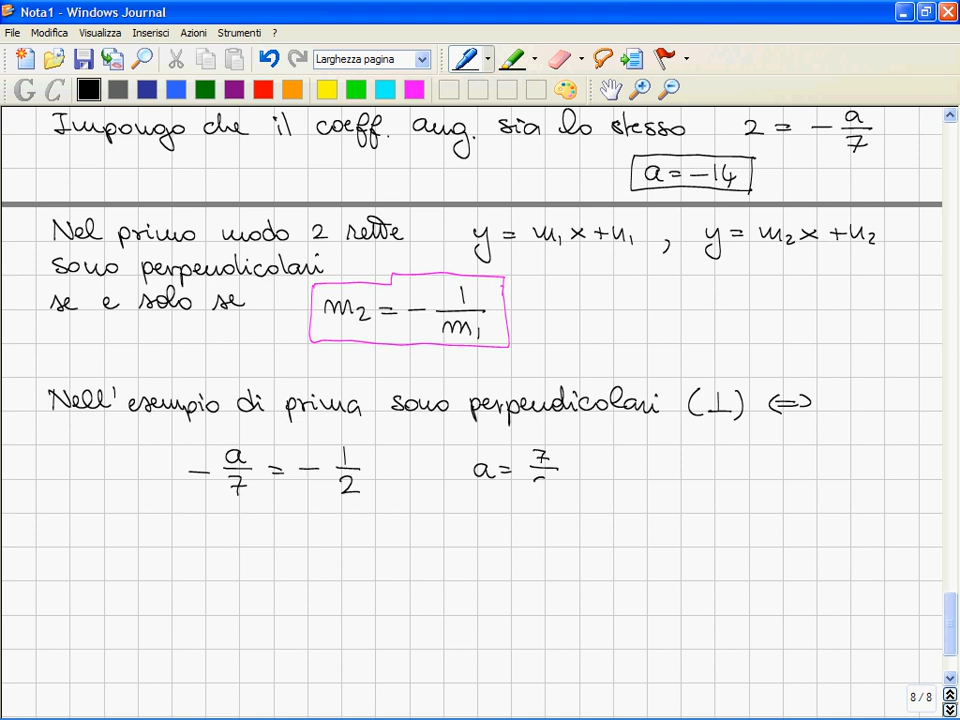 Nota1 - Windows Journal
File Modifica Visualizza Inserisci Azioni Strumenti ?
Larghezza pagina
G C
Impongo che il coeff. ang. sia lo stesso 2 = - a/7
a = -14
Nel primo modo 2 rette y = m₁x + n₁ , y = m₂x + n₂
sono perpendicolari
se e solo se m₂ = - 1/m₁
Nell'esempio di prima sono perpendicolari (⊥) ⇔
- a/7 = - 1/2 a = 7/
8 / 8